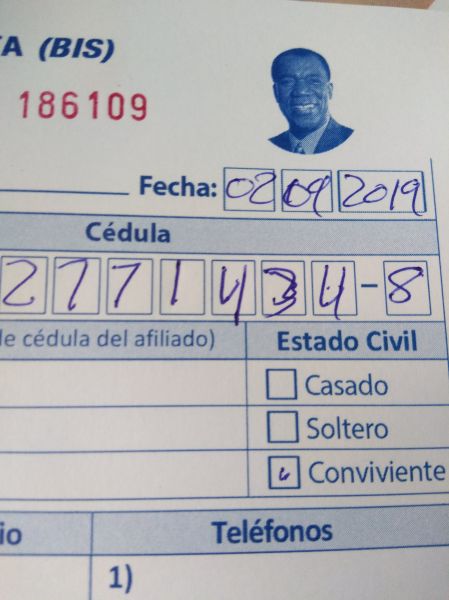 A (BIS)
186109
Fecha: 02 09 2019
Cédula
2771434-8
de cédula del afiliado) Estado Civil
Casado
Soltero
Conviviente
io Teléfonos
1)